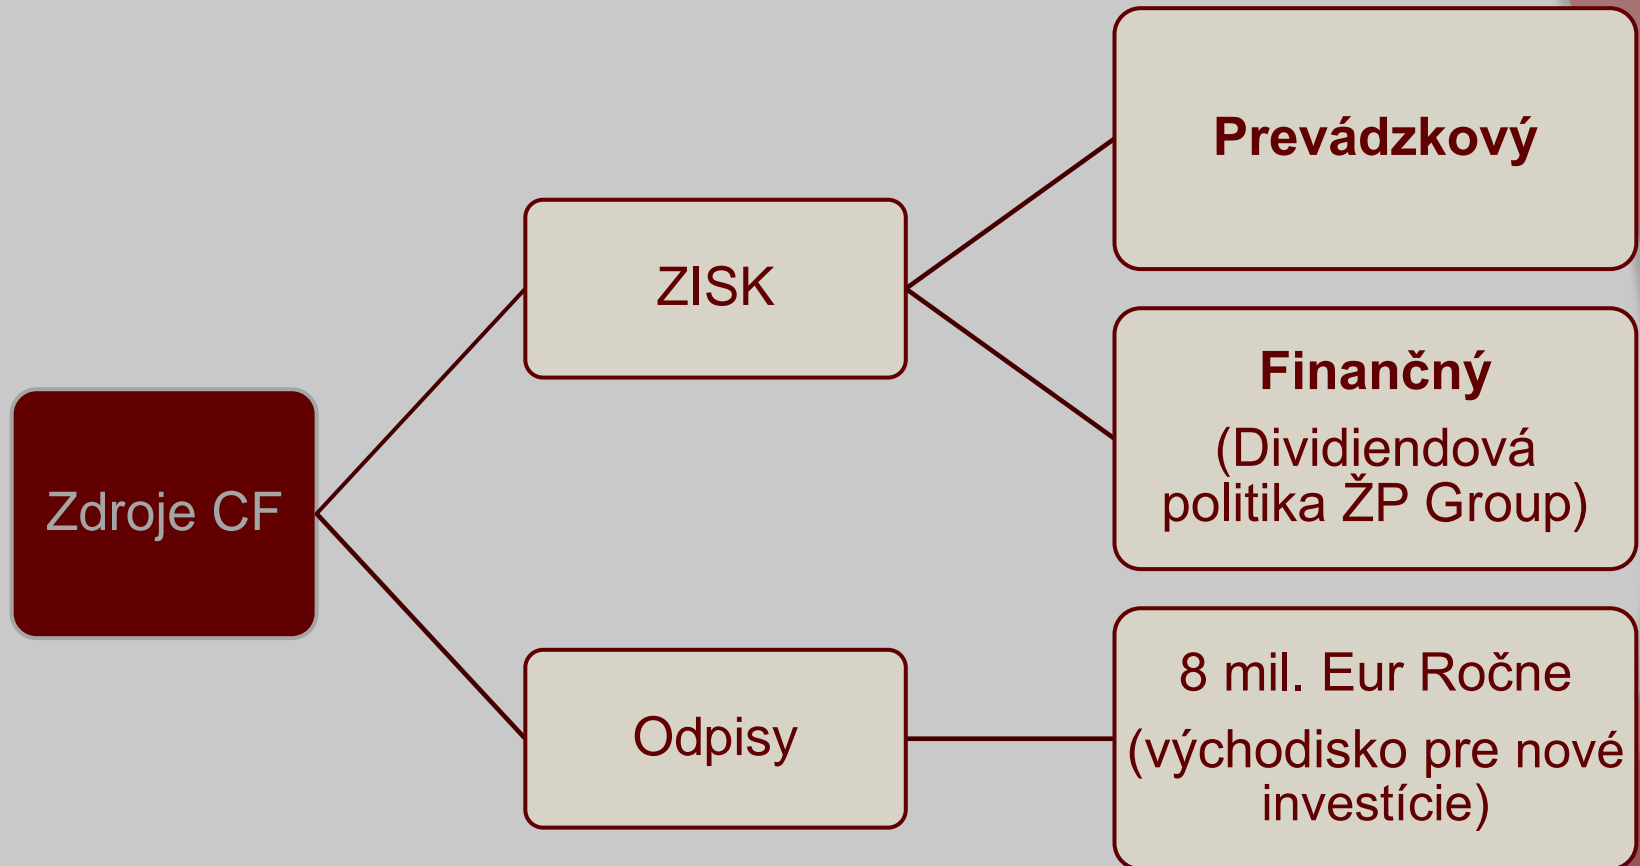 Zdroje CF
ZISK
Prevádzkový
Finančný
(Dividiendová
politika ŽP Group)
Odpisy
8 mil. Eur Ročne
(východisko pre nové
investície)